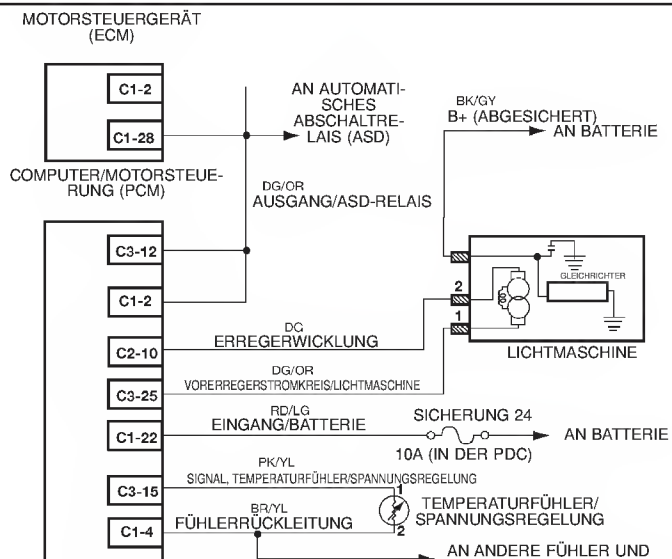 MOTORSTEUERGERÄT
(ECM)
C1-2
C1-28
AN AUTOMATI-
SCHES
ABSCHALTRE-
LAIS (ASD)
BK/GY
B+ (ABGESICHERT)
AN BATTERIE
COMPUTER/MOTORSTEUE-
RUNG (PCM)
DG/OR
AUSGANG/ASD-RELAIS
C3-12
C1-2
GLEICHRICHTER
2
1
LICHTMASCHINE
DG
ERREGERWICKLUNG
C2-10
DG/OR
VORERREGERSTROMKREIS/LICHTMASCHINE
C3-25
RD/LG
EINGANG/BATTERIE
C1-22
SICHERUNG 24
10A (IN DER PDC)
AN BATTERIE
PK/YL
SIGNAL, TEMPERATURFÜHLER/SPANNUNGSREGELUNG
C3-15
1
TEMPERATURFÜHLER/
SPANNUNGSREGELUNG
BR/YL
FÜHLERRÜCKLEITUNG
2
C1-4
AN ANDERE FÜHLER UND